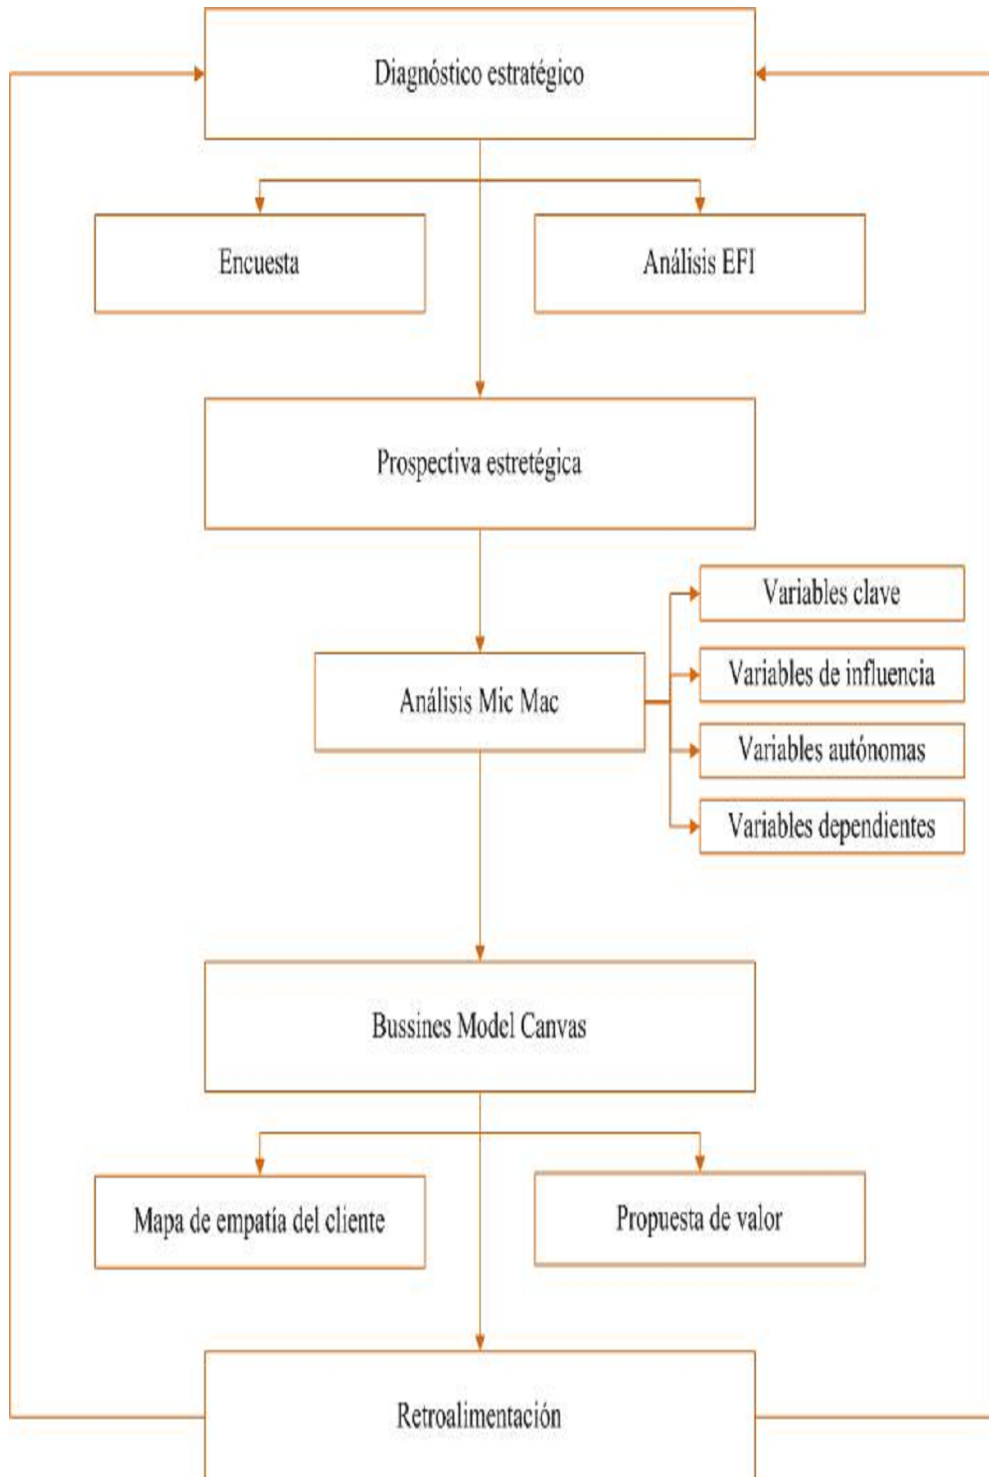 Diagnóstico estratégico
Encuesta
Análisis EFI
Prospectiva estretégica
Análisis Mic Mac
Variables clave
Variables de influencia
Variables autónomas
Variables dependientes
Bussines Model Canvas
Mapa de empatía del cliente
Propuesta de valor
Retroalimentación